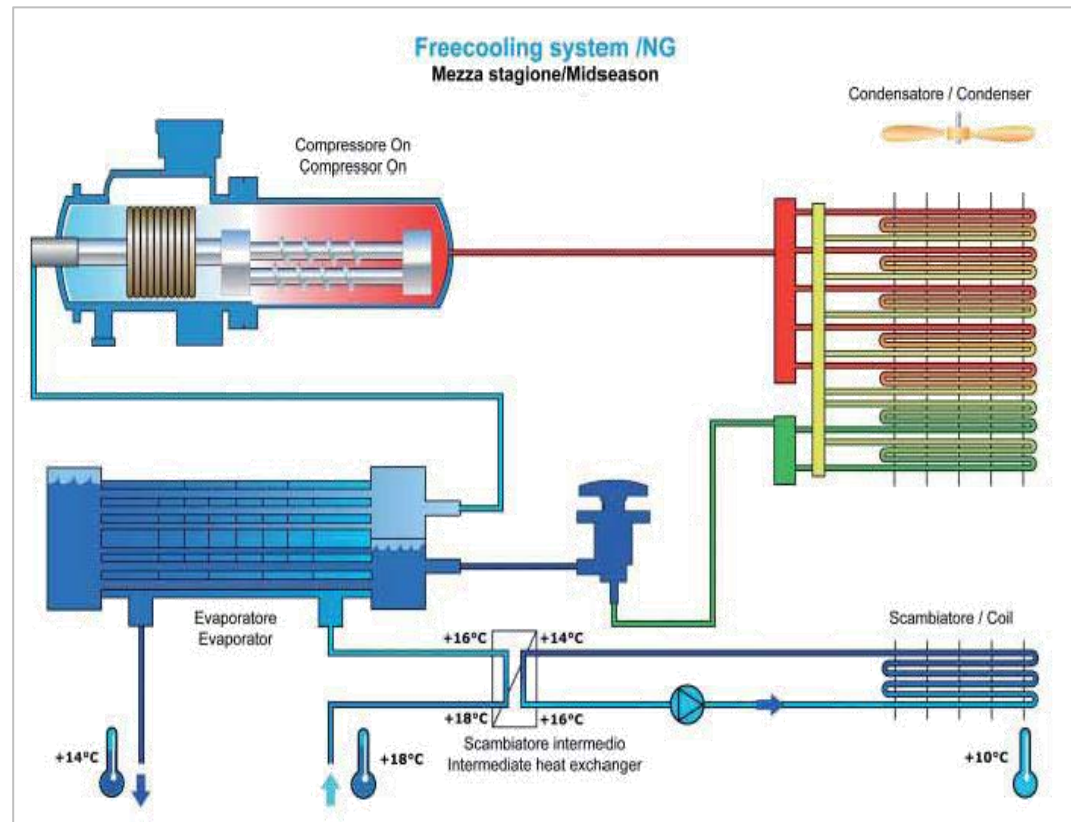 Freecooling system /NG
Mezza stagione/Midseason
Condensatore / Condenser
Compressore On
Compressor On
Evaporatore
Evaporator
Scambiatore / Coil
+16°C
+14°C
+18°C
+16°C
Scambiatore intermedio
Intermediate heat exchanger
+14°C
+18°C
+10°C